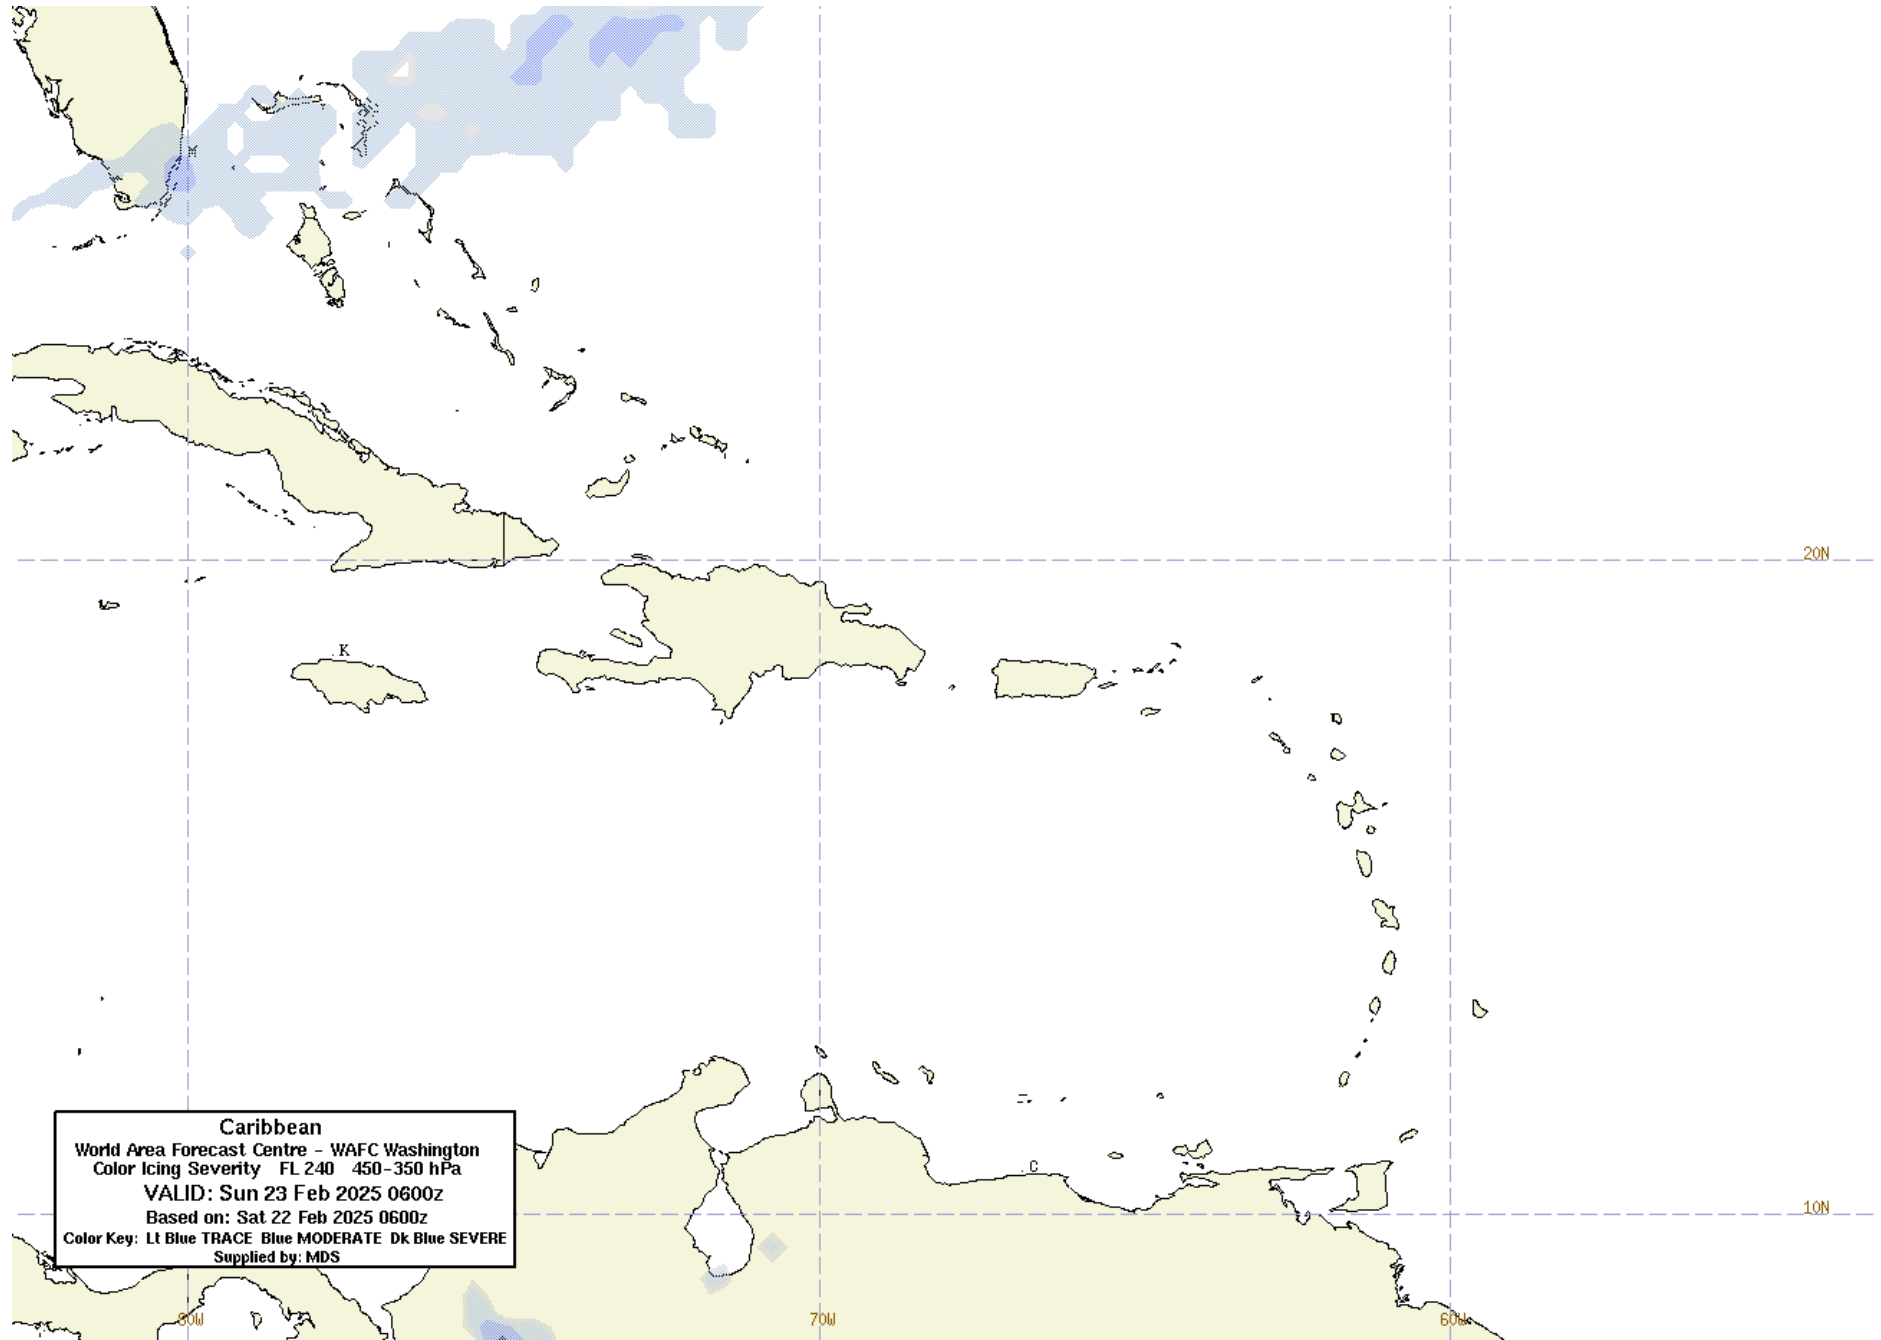 M
20N
K
C
Caribbean
World Area Forecast Centre - WAFC Washington
Color Icing Severity FL 240 450-350 hPa
VALID: Sun 23 Feb 2025 0600z
Based on: Sat 22 Feb 2025 0600z
Color Key: Lt Blue TRACE Blue MODERATE Dk Blue SEVERE
Supplied by: MDS
10N
80W
70W
60W